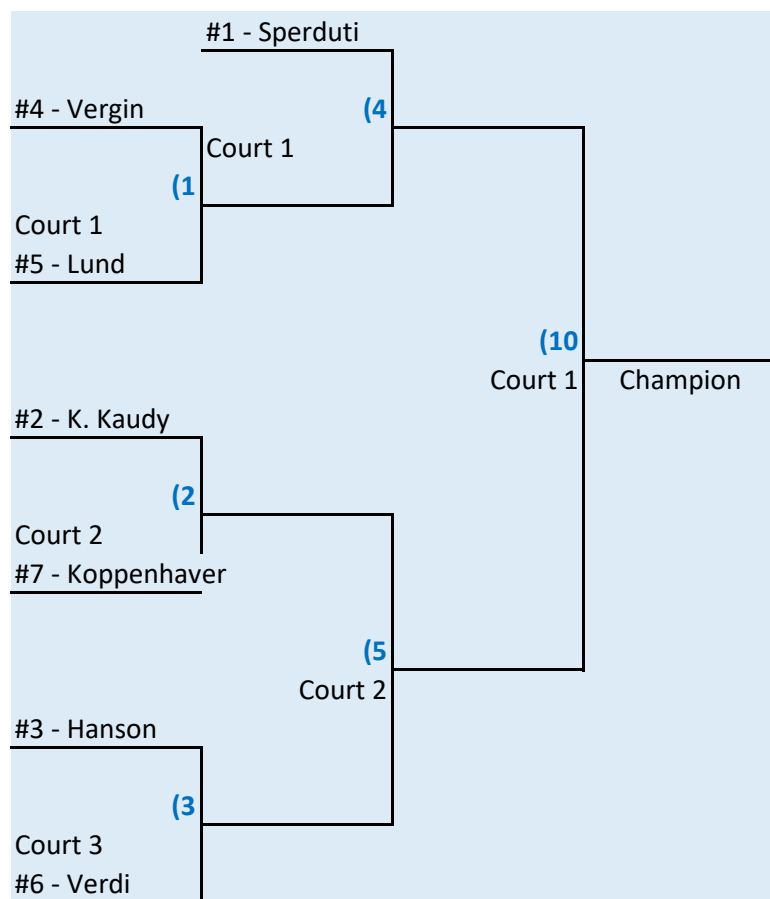 #1 - Sperduti
#4 - Vergin
(4
Court 1
(1
Court 1
#5 - Lund
(10
Court 1
Champion
#2 - K. Kaudy
(2
Court 2
#7 - Koppenhaver
(5
Court 2
#3 - Hanson
(3
Court 3
#6 - Verdi